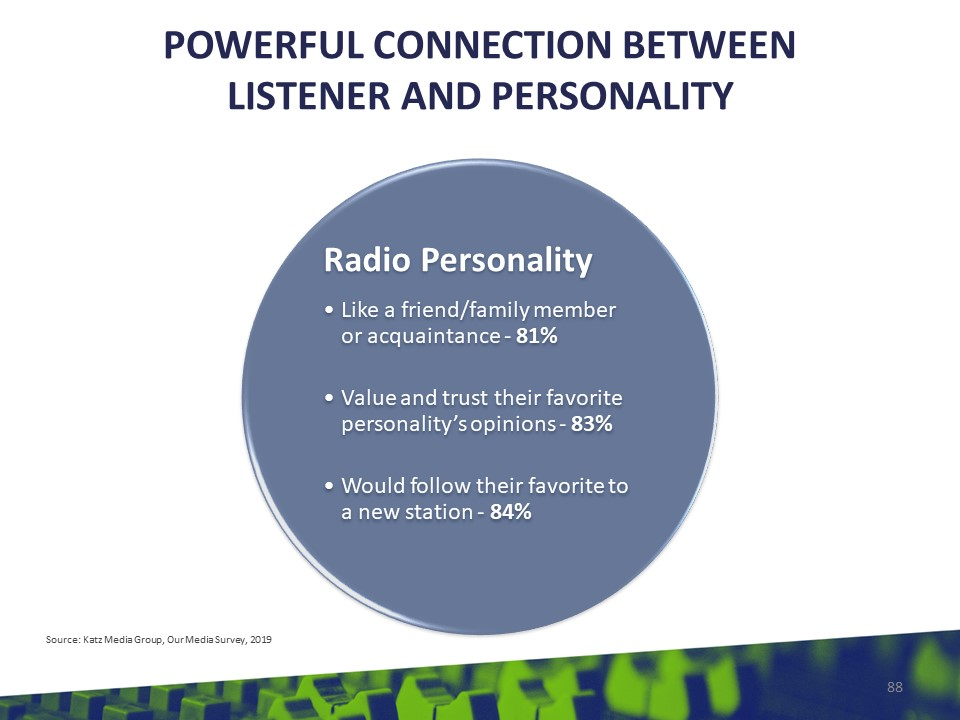 POWERFUL CONNECTION BETWEEN
LISTENER AND PERSONALITY
Radio Personality
• Like a friend/family member
or acquaintance - 81%
• Value and trust their favorite
personality’s opinions - 83%
• Would follow their favorite to
a new station - 84%
Source: Katz Media Group, Our Media Survey, 2019
88